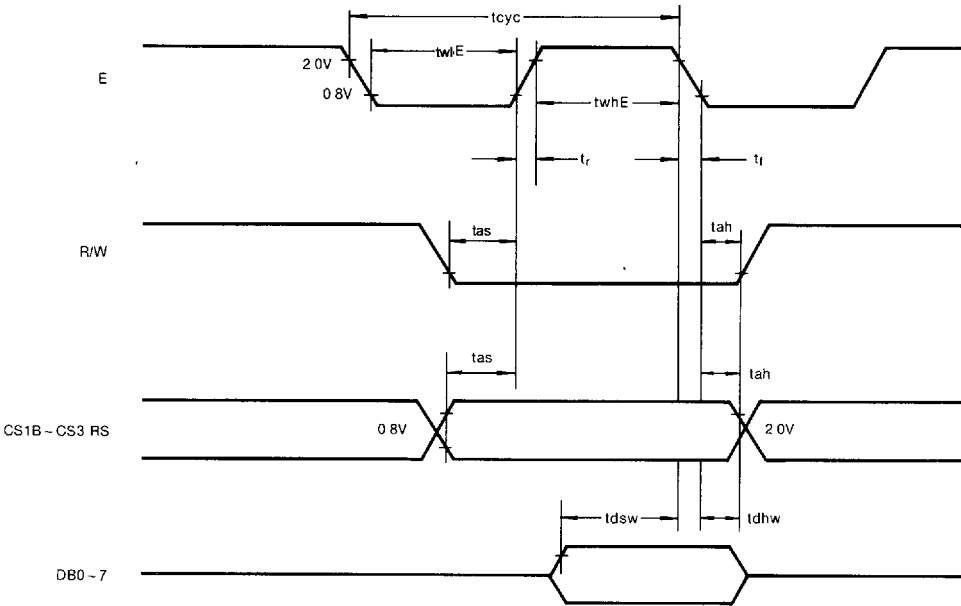 tcyc
twlE
E
2 0V
0 8V
twhE
tr
tf
tas
tah
R/W
tas
tah
CS1B ~ CS3 RS
0 8V
2 0V
tdsw
tdhw
DB0 ~ 7